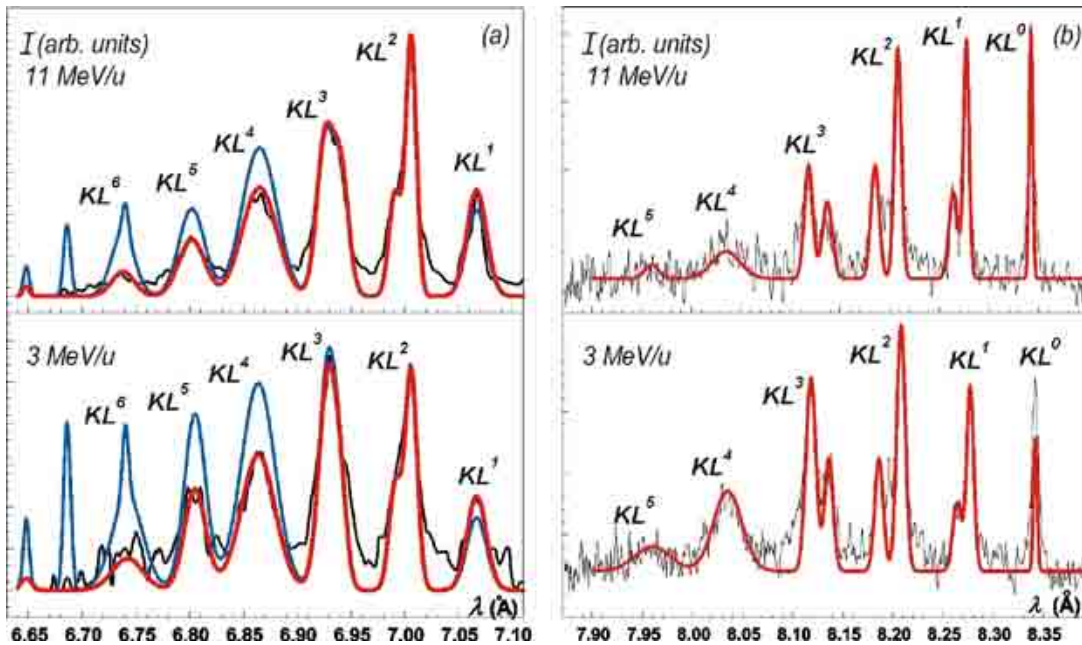 I (arb. units)
11 MeV/u
(a)
KL²
KL³
KL⁴
KL⁵
KL⁶
KL¹
3 MeV/u
KL³
KL²
KL⁴
KL⁵
KL⁶
KL¹
λ (Å)
6.65 6.70 6.75 6.80 6.85 6.90 6.95 7.00 7.05 7.10
I (arb. units)
11 MeV/u
(b)
KL² KL¹ KL⁰
KL³
KL⁴
KL⁵
3 MeV/u
KL² KL¹ KL⁰
KL³
KL⁴
KL⁵
λ (Å)
7.90 7.95 8.00 8.05 8.10 8.15 8.20 8.25 8.30 8.35